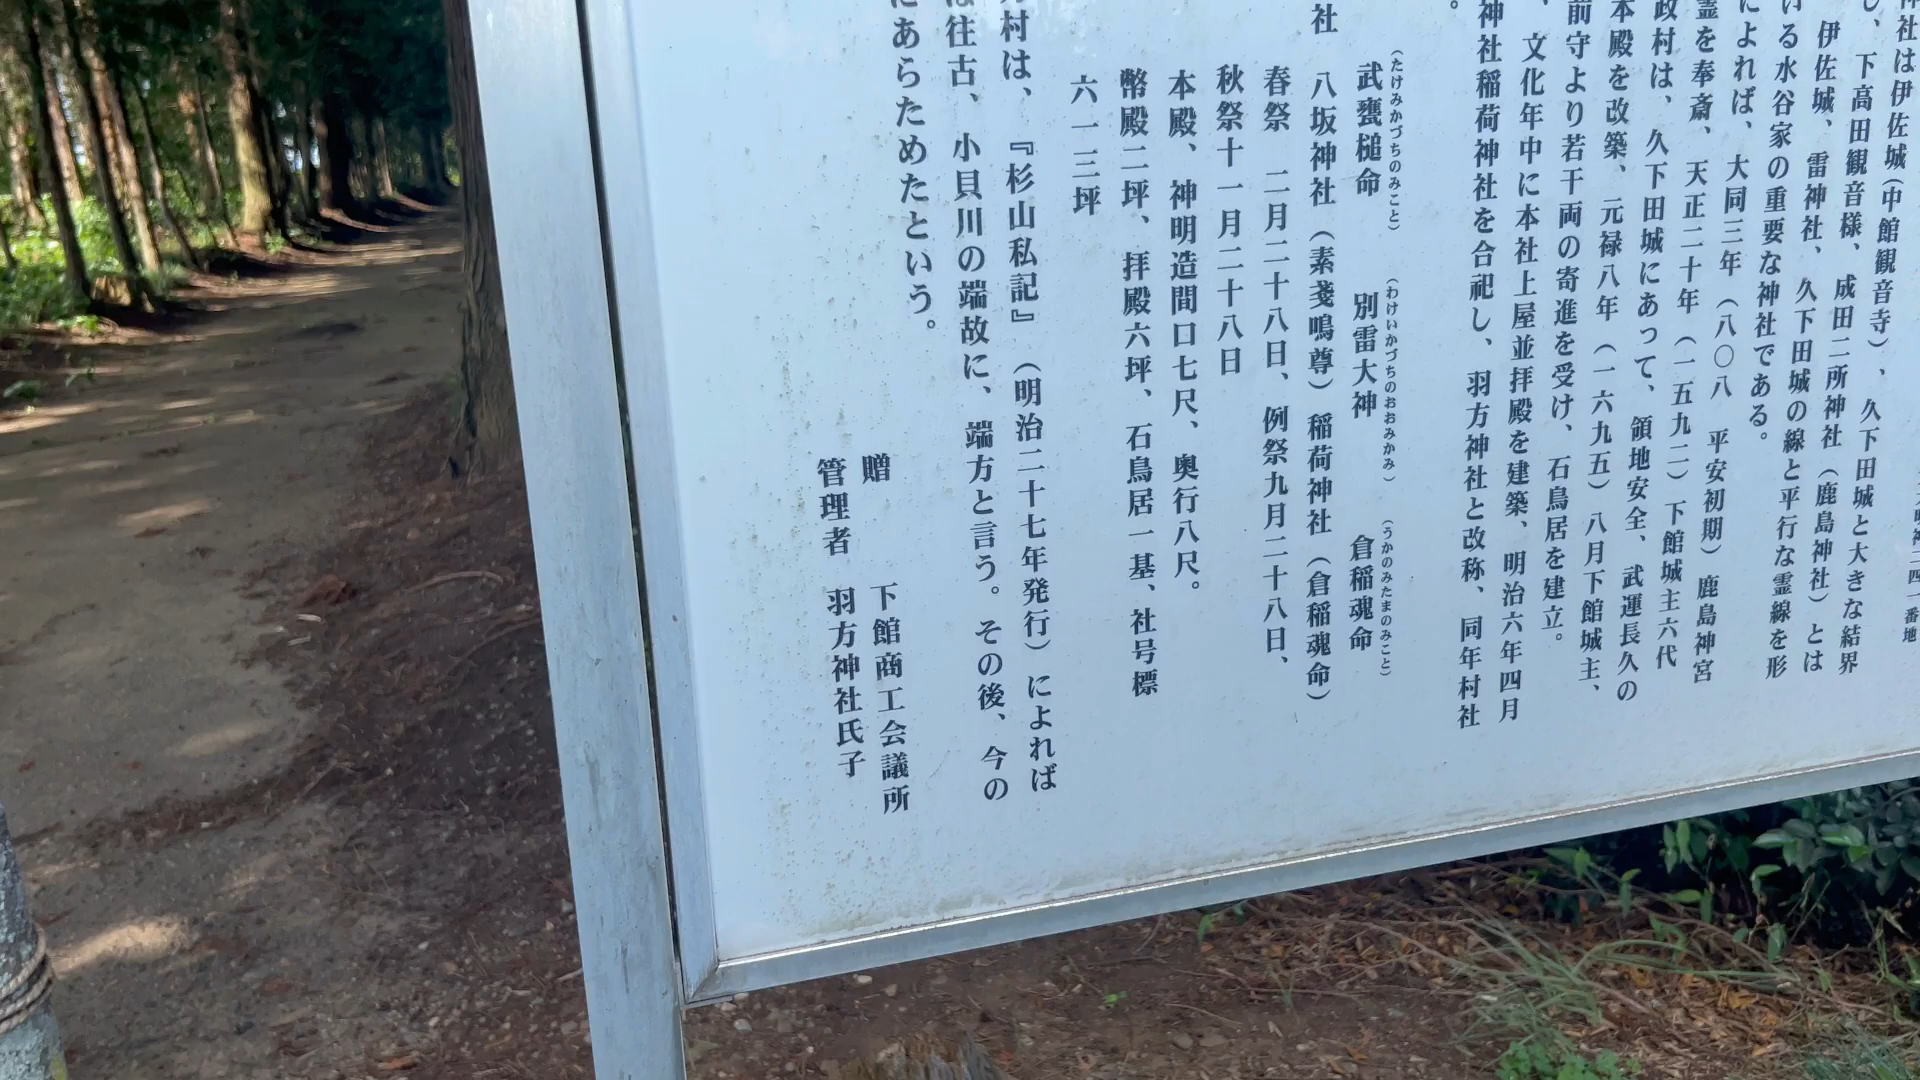 神社は伊佐城(中館観音寺)、久下田城と大きな結界
し、下高田観音様、成田二所神社(鹿島神社)とは
伊佐城、雷神社、久下田城の線と平行な霊線を形
ける水谷家の重要な神社である。
によれば、大同三年(八〇八 平安初期)鹿島神宮
霊を奉斎、天正二十年(一五九二)下館城主六代
政村は、久下田城にあって、領地安全、武運長久の
本殿を改築、元禄八年(一六九五)八月下館城主、
前守より若干両の寄進を受け、石鳥居を建立。
、文化年中に本社上屋並拝殿を建築、明治六年四月
神社稲荷神社を合祀し、羽方神社と改称、同年村社
。
(たけみかづちのみこと) (わけいかづちのおおみかみ) (うかのみたまのみこと)
武甕槌命 別雷大神 倉稲魂命
社 八坂神社(素戔鳴尊)稲荷神社(倉稲魂命)
春祭 二月二十八日、例祭九月二十八日、
秋祭十一月二十八日
本殿、神明造間口七尺、奥行八尺。
幣殿二坪、拝殿六坪、石鳥居一基、社号標
六一三坪
村は、『杉山私記』(明治二十七年発行)によれば
は往古、小貝川の端故に、端方と言う。その後、今の
にあらためたという。
贈 下館商工会議所
管理者 羽方神社氏子